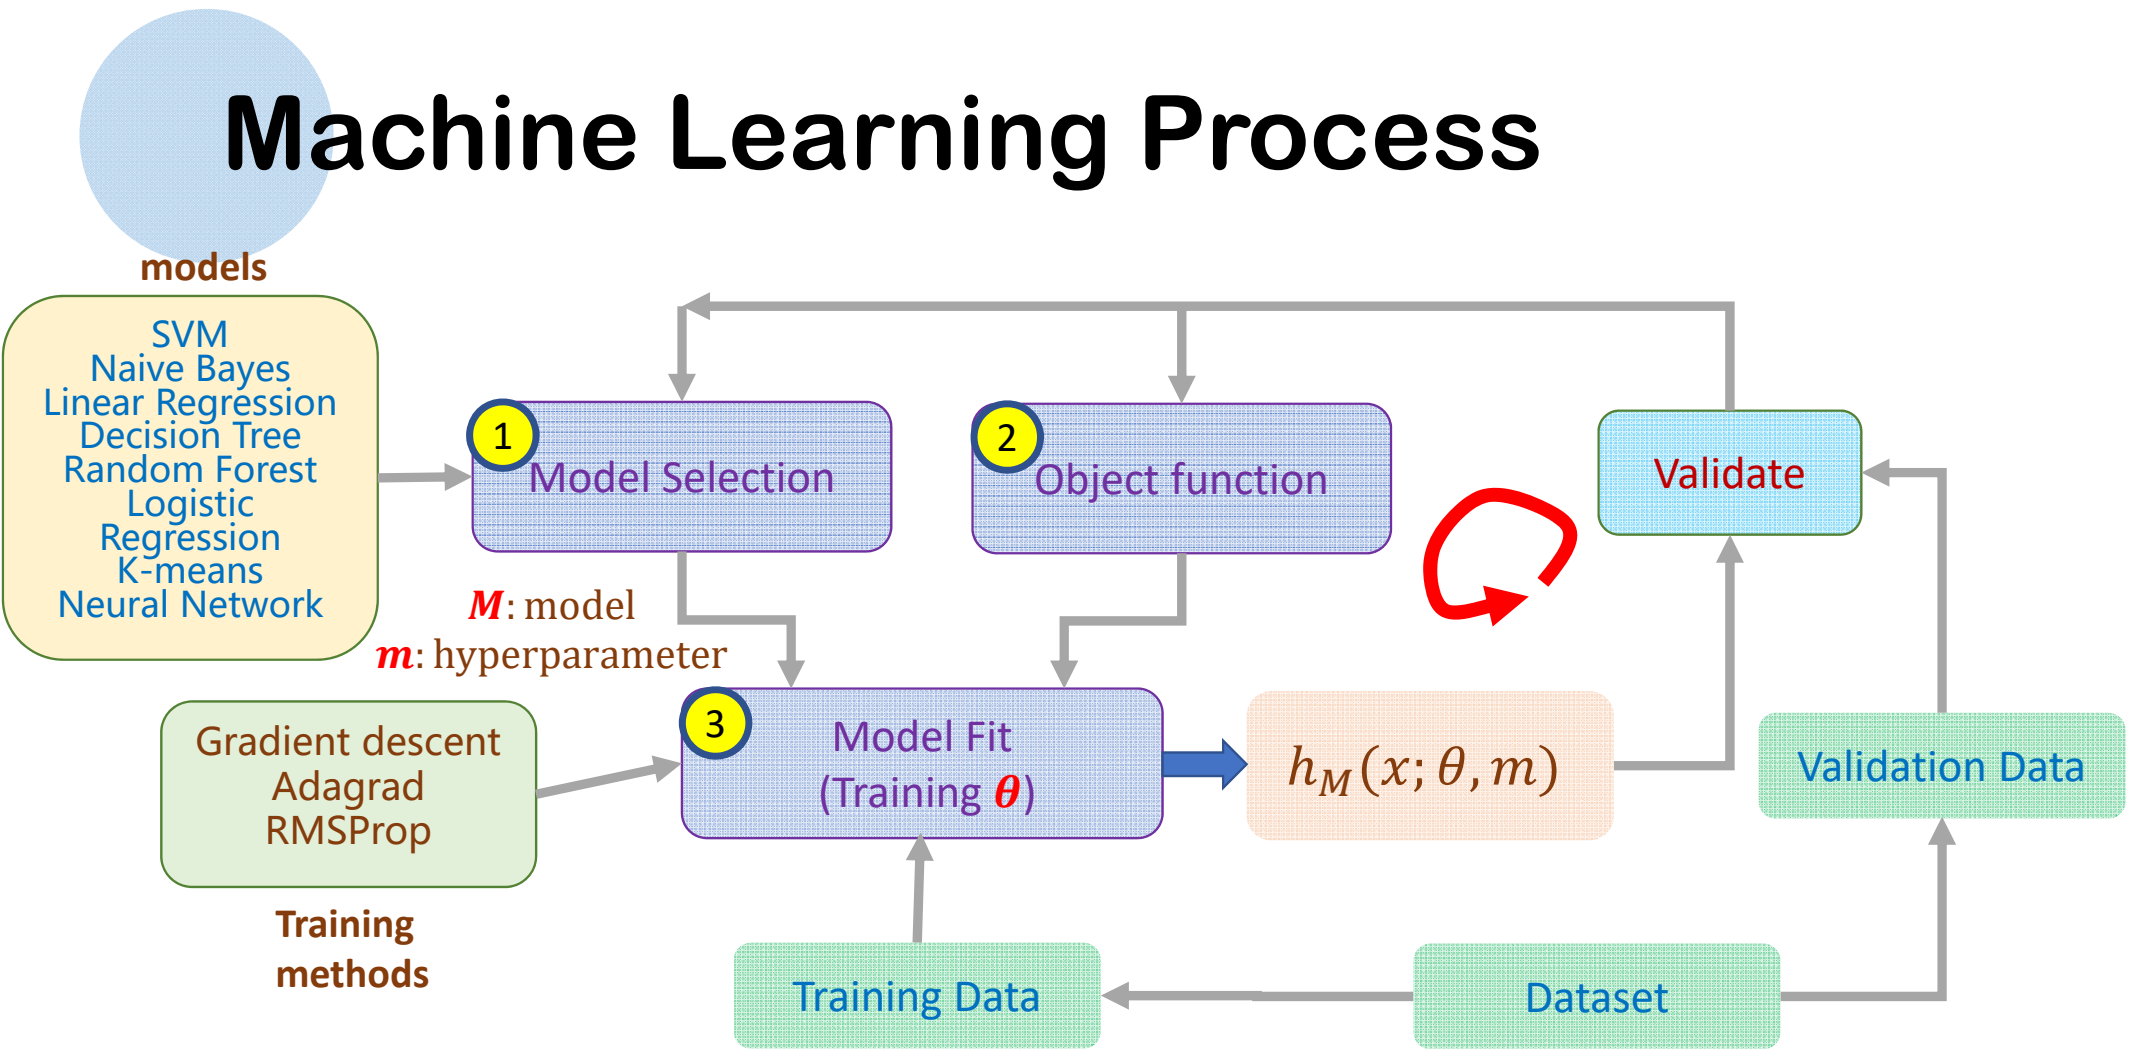 Machine Learning Process
models
SVM
Naive Bayes
Linear Regression
Decision Tree
Random Forest
Logistic
Regression
K-means
Neural Network
1
Model Selection
2
Object function
Validate
M: model
m: hyperparameter
Gradient descent
Adagrad
RMSProp
Training
methods
3
Model Fit
(Training θ)
h_M(x; θ, m)
Validation Data
Training Data
Dataset